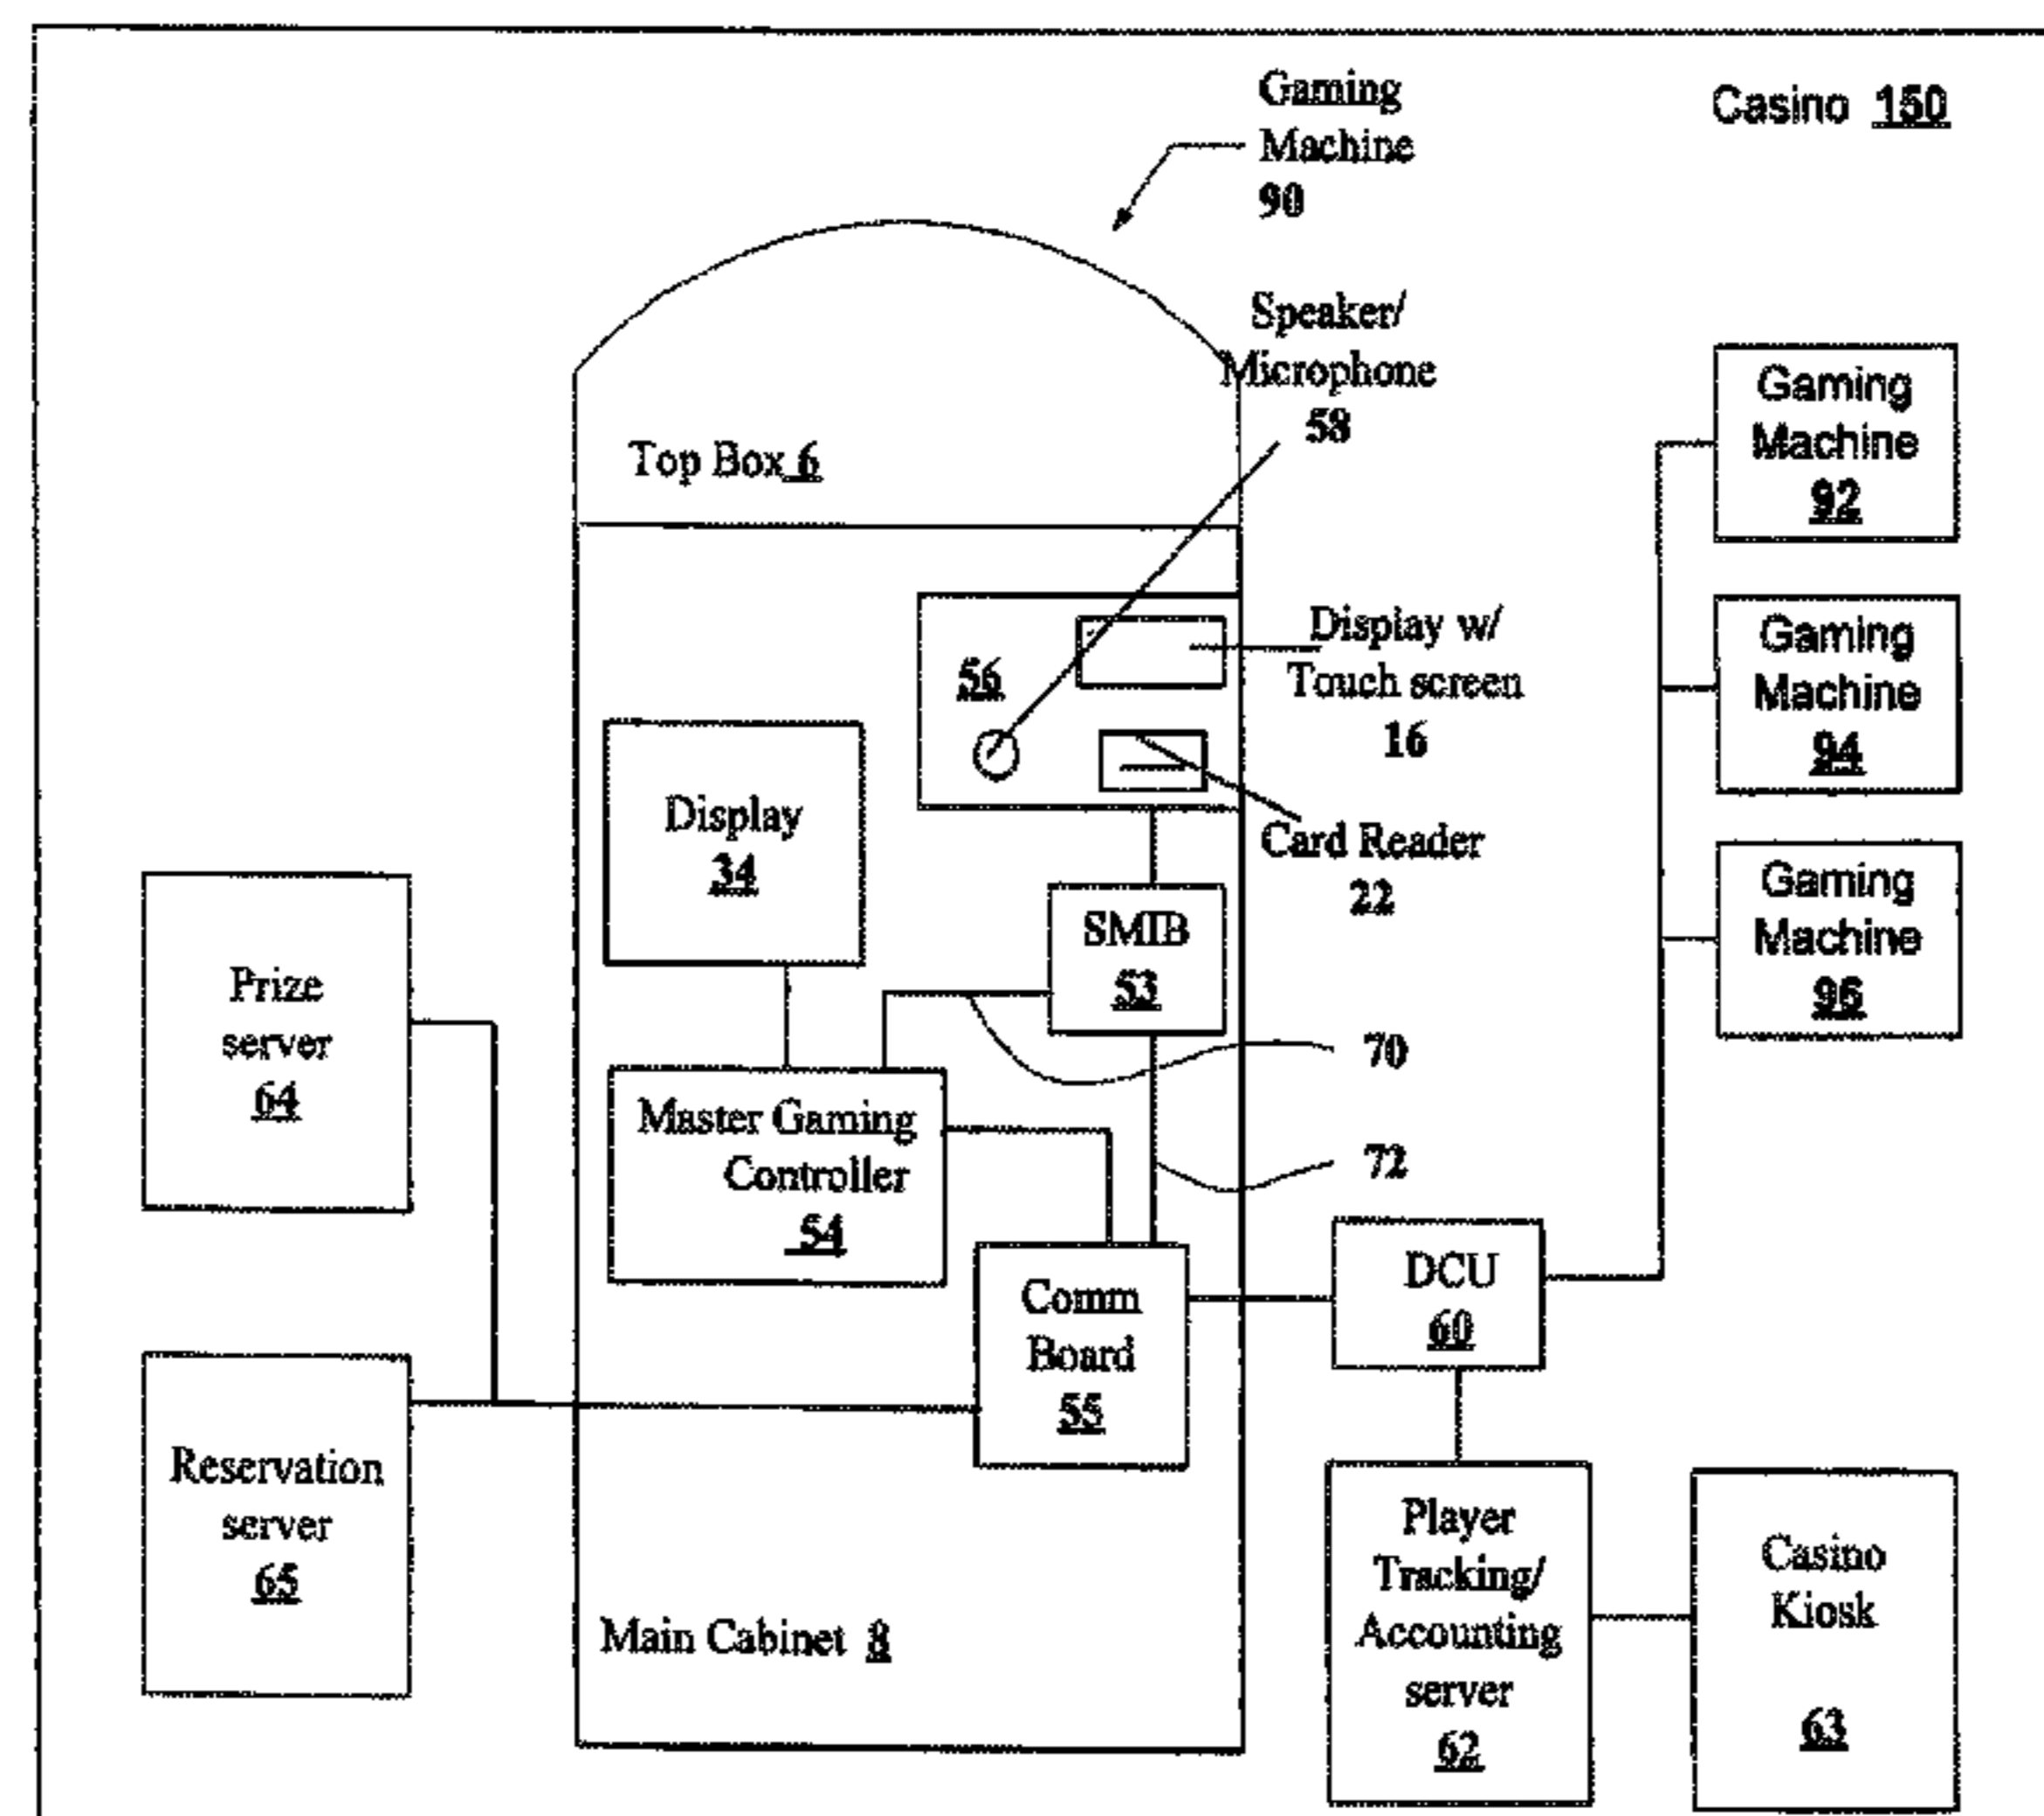 Casino 150
Gaming
Machine
90
Speaker/
Microphone
58
Top Box 6
Gaming
Machine
92
56
Display w/
Touch screen
16
Gaming
Machine
94
Display
34
Card Reader
22
Gaming
Machine
96
SMIB
53
Prize
server
64
70
Master Gaming
Controller
54
72
DCU
60
Comm
Board
55
Reservation
server
65
Player
Tracking/
Accounting
server
62
Casino
Kiosk
63
Main Cabinet 8